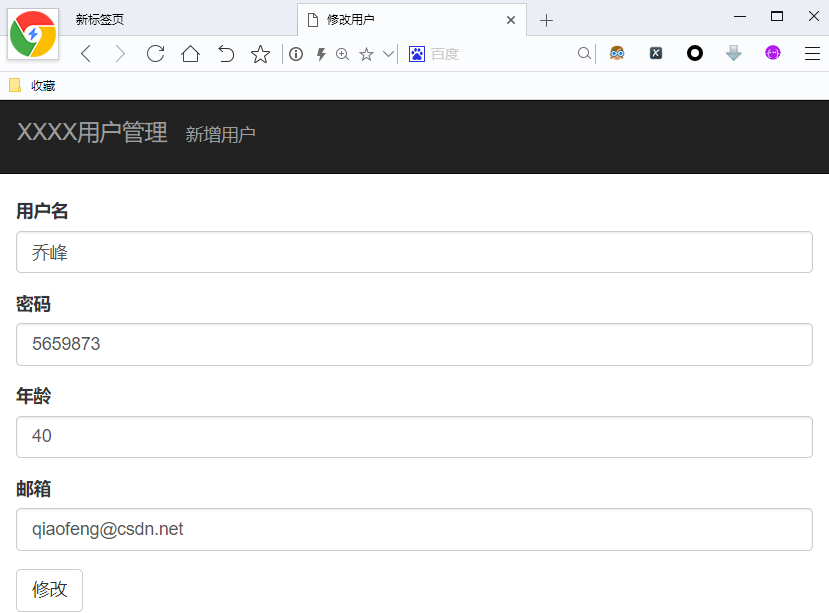 新标签页
修改用户
百度
收藏
XXXX用户管理 新增用户
用户名
乔峰
密码
5659873
年龄
40
邮箱
qiaofeng@csdn.net
修改